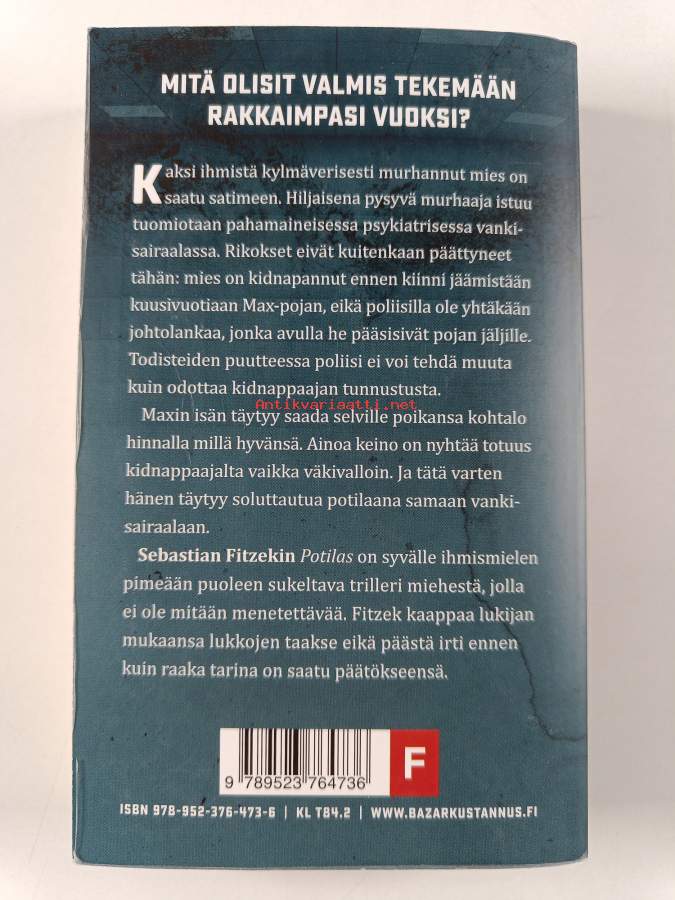 MITÄ OLISIT VALMIS TEKEMÄÄN
RAKKAIMPASI VUOKSI?
Kaksi ihmistä kylmäverisesti murhannut mies on
saatu satimeen. Hiljaisena pysyvä murhaaja istuu
tuomiotaan pahamaineisessa psykiatrisessa vanki-
sairaalassa. Rikokset eivät kuitenkaan päättyneet
tähän: mies on kidnapannut ennen kiinni jäämistään
kuusivuotiaan Max-pojan, eikä poliisilla ole yhtäkään
johtolankaa, jonka avulla he pääsisivät pojan jäljille.
Todisteiden puutteessa poliisi ei voi tehdä muuta
kuin odottaa kidnappaajan tunnustusta.
Antikvariaatti.net
Maxin isän täytyy saada selville poikansa kohtalo
hinnalla millä hyvänsä. Ainoa keino on nyhtää totuus
kidnappaajalta vaikka väkivalloin. Ja tätä varten
hänen täytyy soluttautua potilaana samaan vanki-
sairaalaan.
Sebastian Fitzekin Potilas on syvälle ihmismielen
pimeään puoleen sukeltava trilleri miehestä, jolla
ei ole mitään menetettävää. Fitzek kaappaa lukijan
mukaansa lukkojen taakse eikä päästä irti ennen
kuin raaka tarina on saatu päätökseensä.
F
9 789523 764736
ISBN 978-952-376-473-6 | KL T84.2 | WWW.BAZARKUSTANNUS.FI